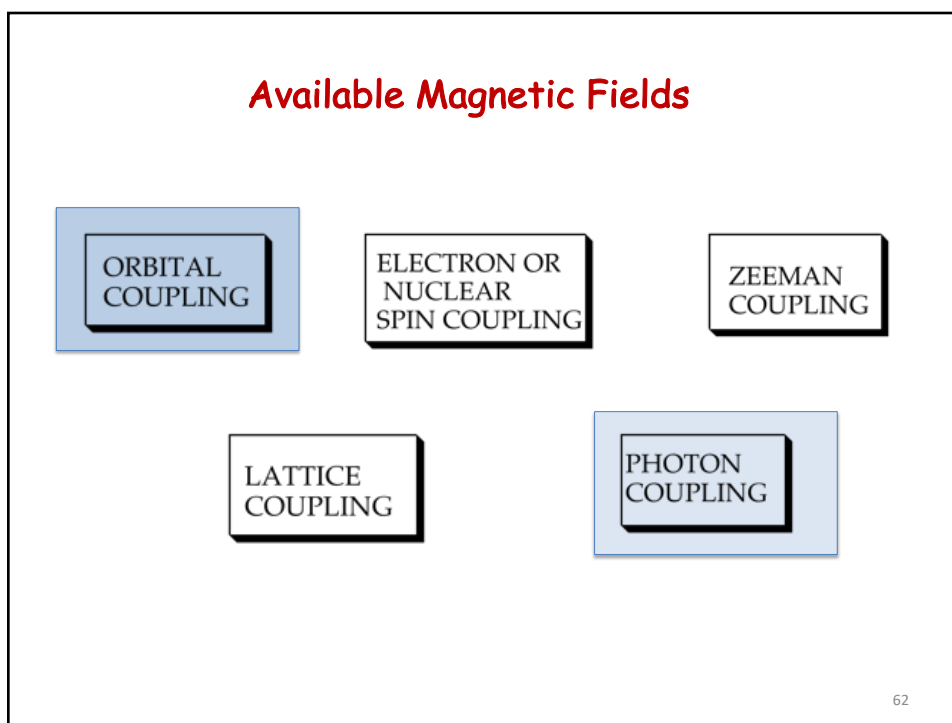 Available Magnetic Fields
ORBITAL
COUPLING
ELECTRON OR
NUCLEAR
SPIN COUPLING
ZEEMAN
COUPLING
LATTICE
COUPLING
PHOTON
COUPLING
62